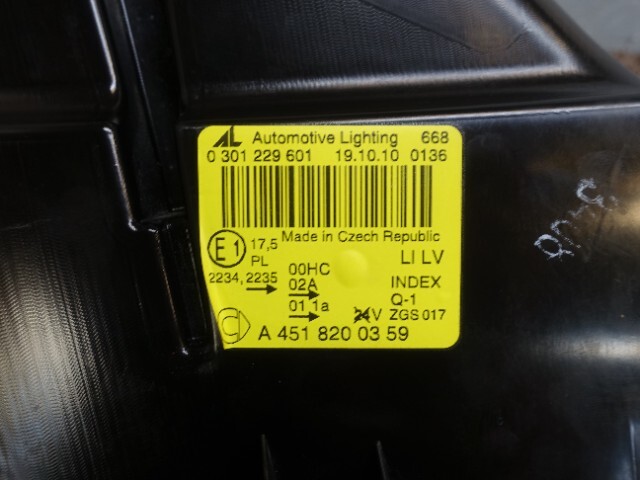 AL Automotive Lighting 668
0 301 229 601 19.10.10 0136
Made in Czech Republic
E1 17,5
PL
LI LV
2234, 2235
00HC
02A
INDEX
Q-1
01 1a
24V ZGS 017
A 451 820 03 59